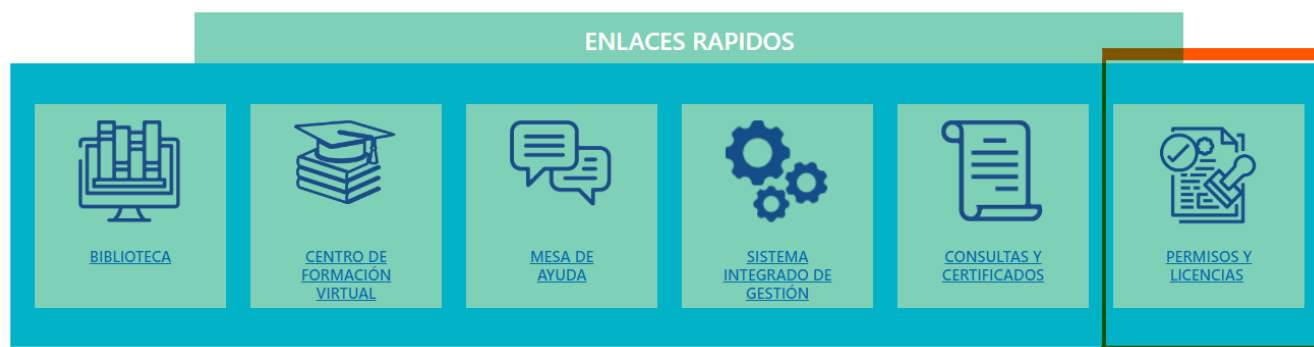 ENLACES RAPIDOS
BIBLIOTECA
CENTRO DE
FORMACIÓN
VIRTUAL
MESA DE
AYUDA
SISTEMA
INTEGRADO DE
GESTIÓN
CONSULTAS Y
CERTIFICADOS
PERMISOS Y
LICENCIAS